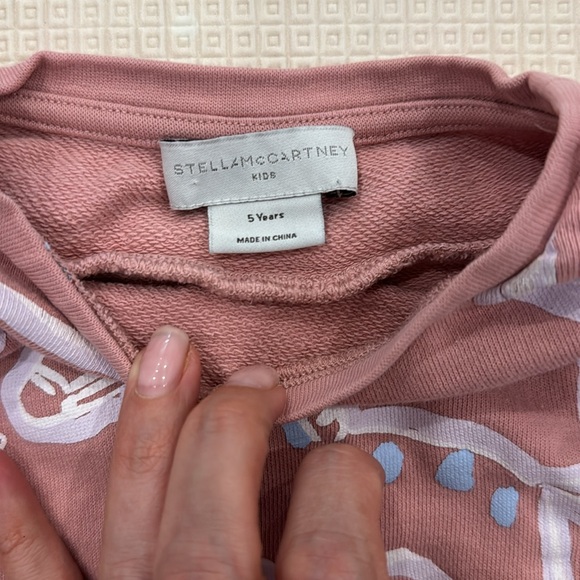 STELLAMcCARTNEY
KIDS
5 Years
MADE IN CHINA